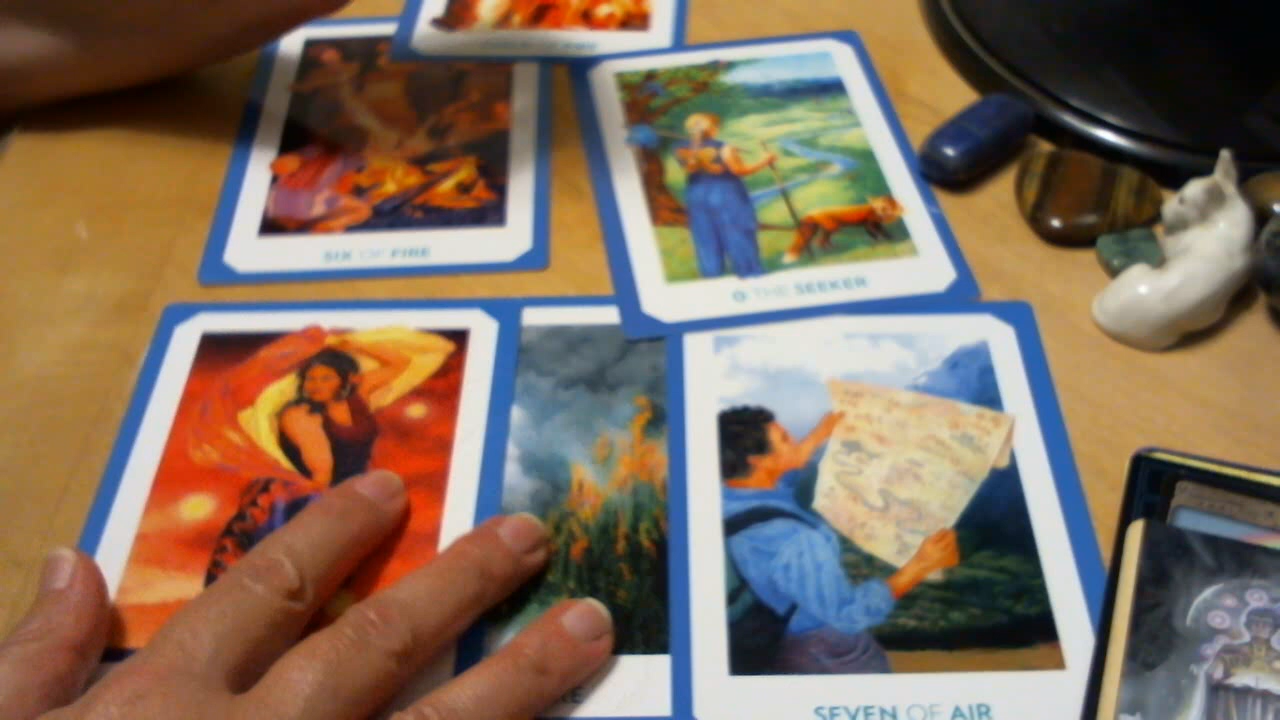 SIX OF FIRE
0 THE SEEKER
SEVEN OF AIR